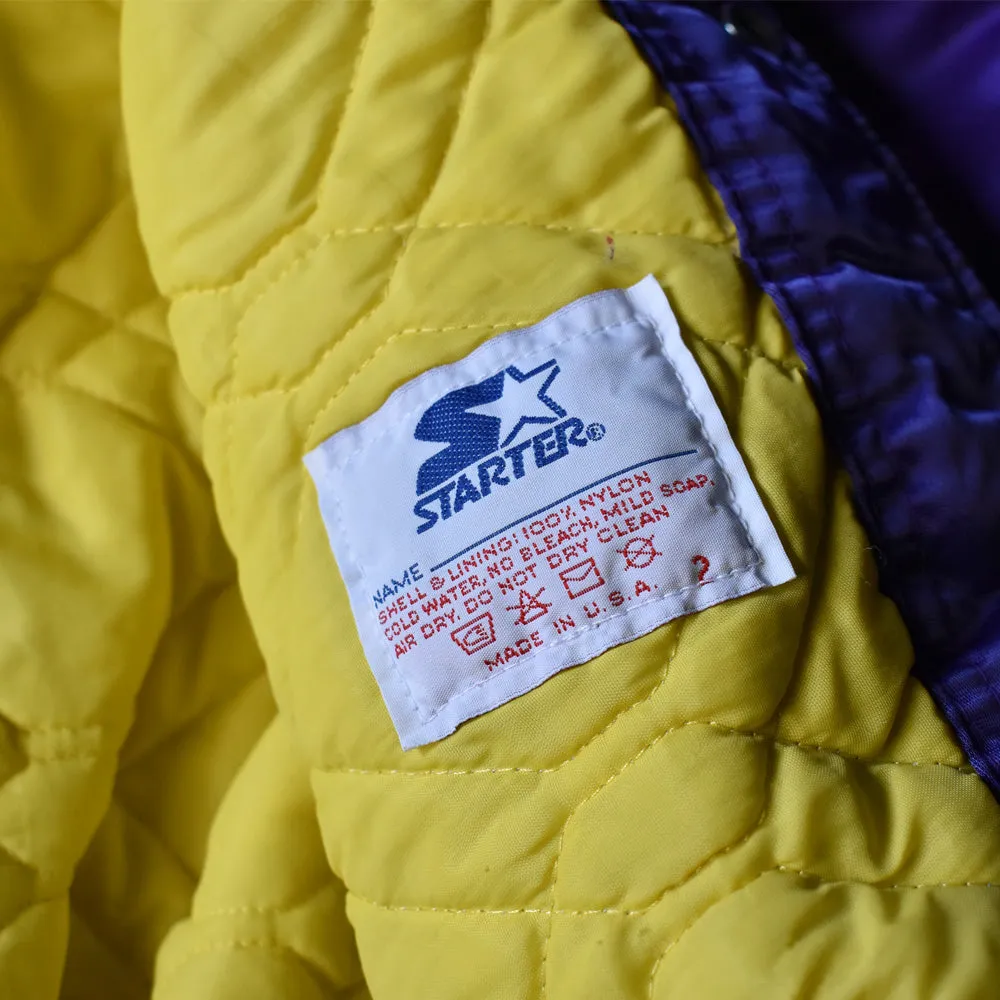 STARTER®
NAME
SHELL & LINING! 100% NYLON
COLD WATER, NO BLEACH, MILD SOAP,
AIR DRY. DO NOT DRY CLEAN
MADE IN U.S.A. 2